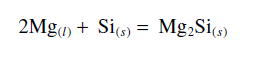 2Mg(l) + Si(s) = Mg₂Si(s)